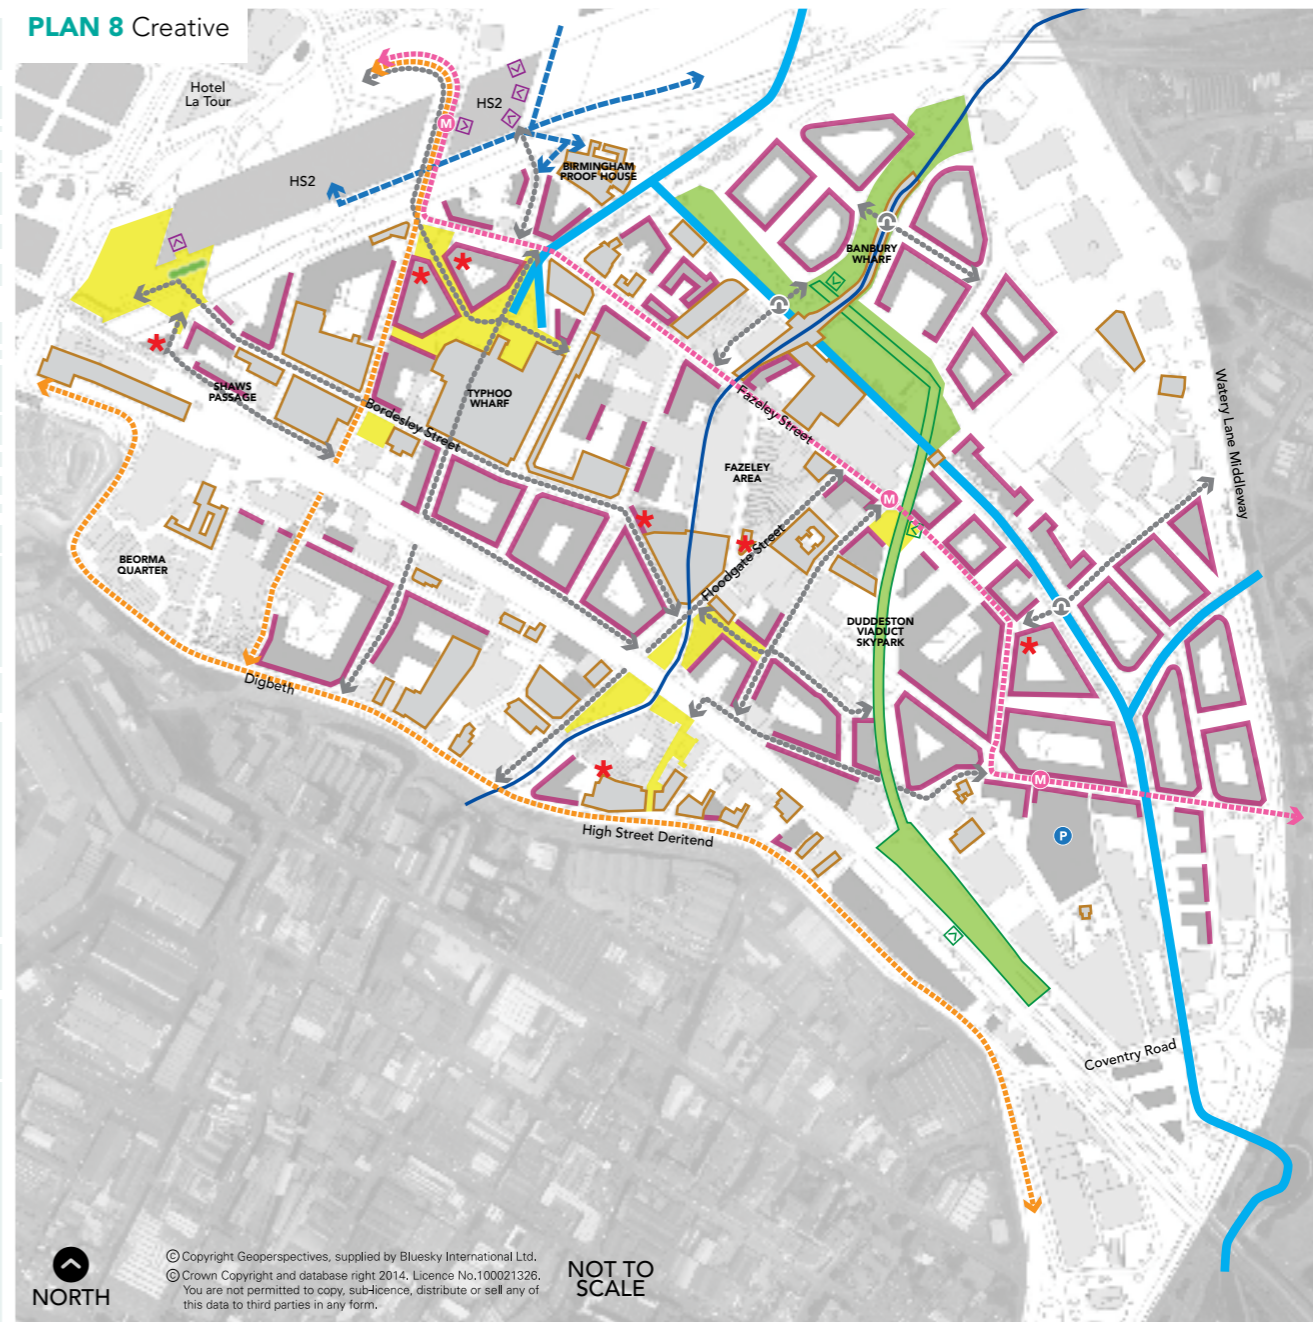 PLAN 8 Creative
Hotel
La Tour
HS2
M
HS2
BIRMINGHAM
PROOF HOUSE
BANBURY
WHARF
SHAWS
PASSAGE
TYPHOO
WHARF
Bordesley Street
Fazeley Street
Watery Lane Middleway
FAZELEY
AREA
M
BEORMA
QUARTER
Floodgate Street
DUDDESTON
VIADUCT
SKYPARK
Digbeth
M
High Street Deritend
P
Coventry Road
NORTH
© Copyright Geoperspectives, supplied by Bluesky International Ltd.
© Crown Copyright and database right 2014. Licence No.100021326.
You are not permitted to copy, sub-licence, distribute or sell any of
this data to third parties in any form.
NOT TO
SCALE